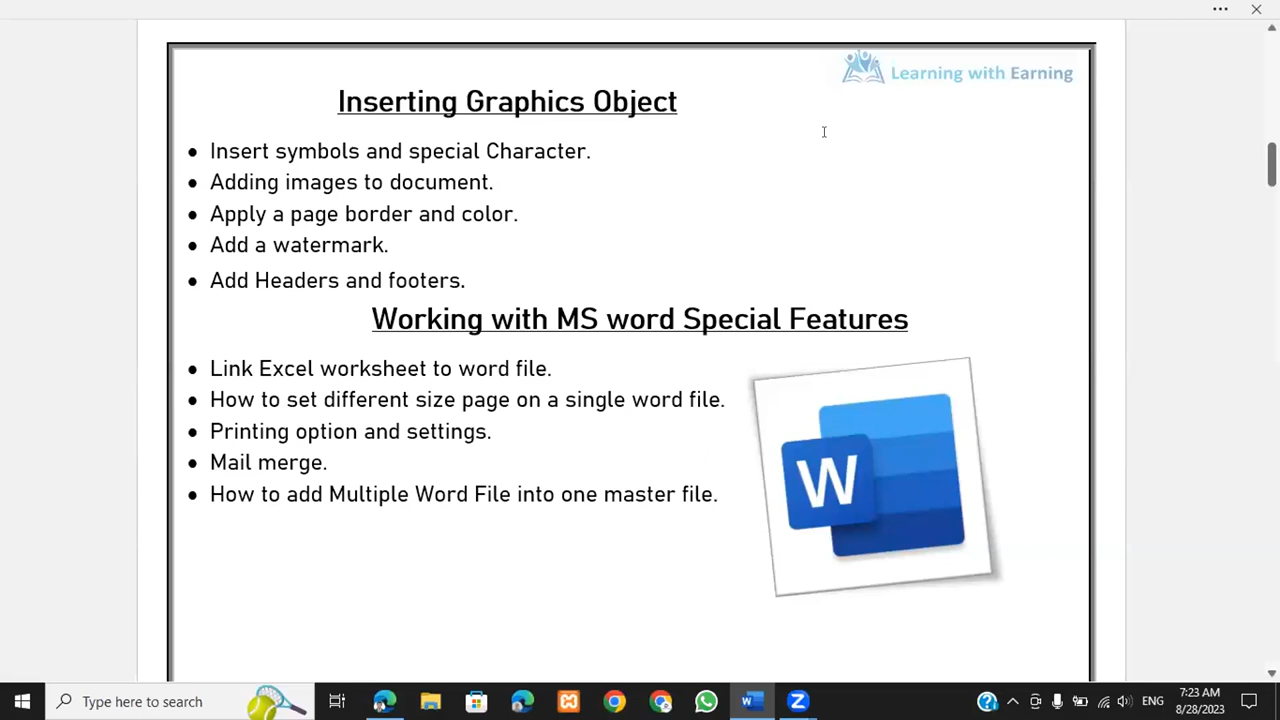 Learning with Earning
Inserting Graphics Object
• Insert symbols and special Character.
• Adding images to document.
• Apply a page border and color.
• Add a watermark.
• Add Headers and footers.
Working with MS word Special Features
• Link Excel worksheet to word file.
• How to set different size page on a single word file.
• Printing option and settings.
• Mail merge.
• How to add Multiple Word File into one master file.
W
Type here to search
W
ENG
7:23 AM
8/28/2023